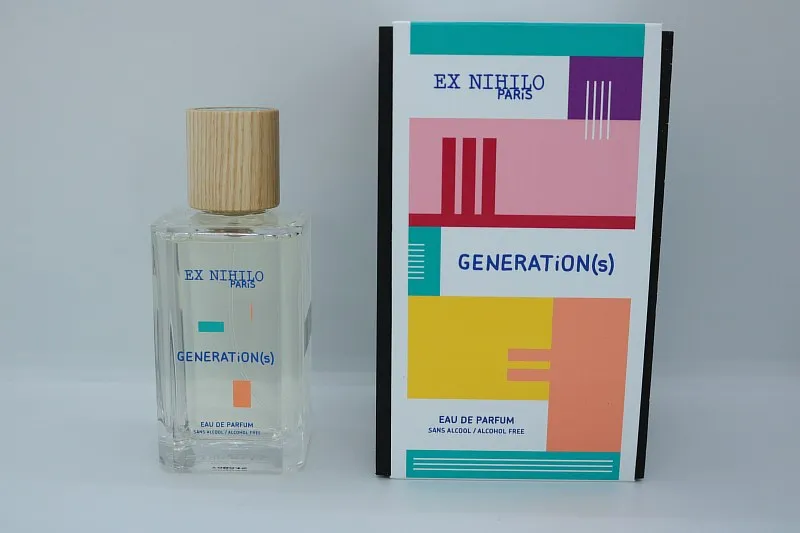 EX NIHILO
PARiS
GENERATiON(s)
EAU DE PARFUM
SANS ALCOOL / ALCOHOL FREE
EX NIHILO
PARiS
GENERATiON(s)
EAU DE PARFUM
SANS ALCOOL / ALCOHOL FREE